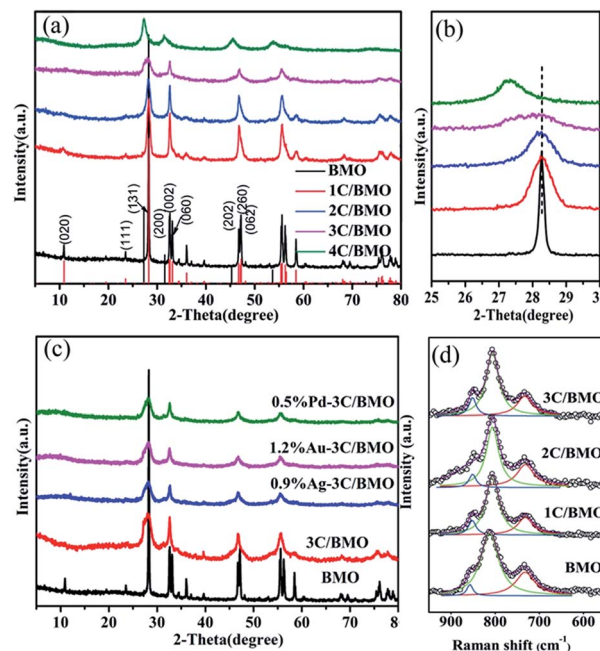 (a)
Intensity(a.u.)
BMO
1C/BMO
2C/BMO
3C/BMO
4C/BMO
(020)
(111)
(131)
(200)
(002)
(060)
(202)
(260)
(062)
10 20 30 40 50 60 70 80
2-Theta(degree)
(b)
Intensity(a.u.)
25 26 27 28 29 30
2-Theta(degree)
(c)
Intensity(a.u.)
0.5%Pd-3C/BMO
1.2%Au-3C/BMO
0.9%Ag-3C/BMO
3C/BMO
BMO
10 20 30 40 50 60 70 80
2-Theta(degree)
(d)
Intensity (a.u.)
3C/BMO
2C/BMO
1C/BMO
BMO
900 800 700 600
Raman shift (cm⁻¹)